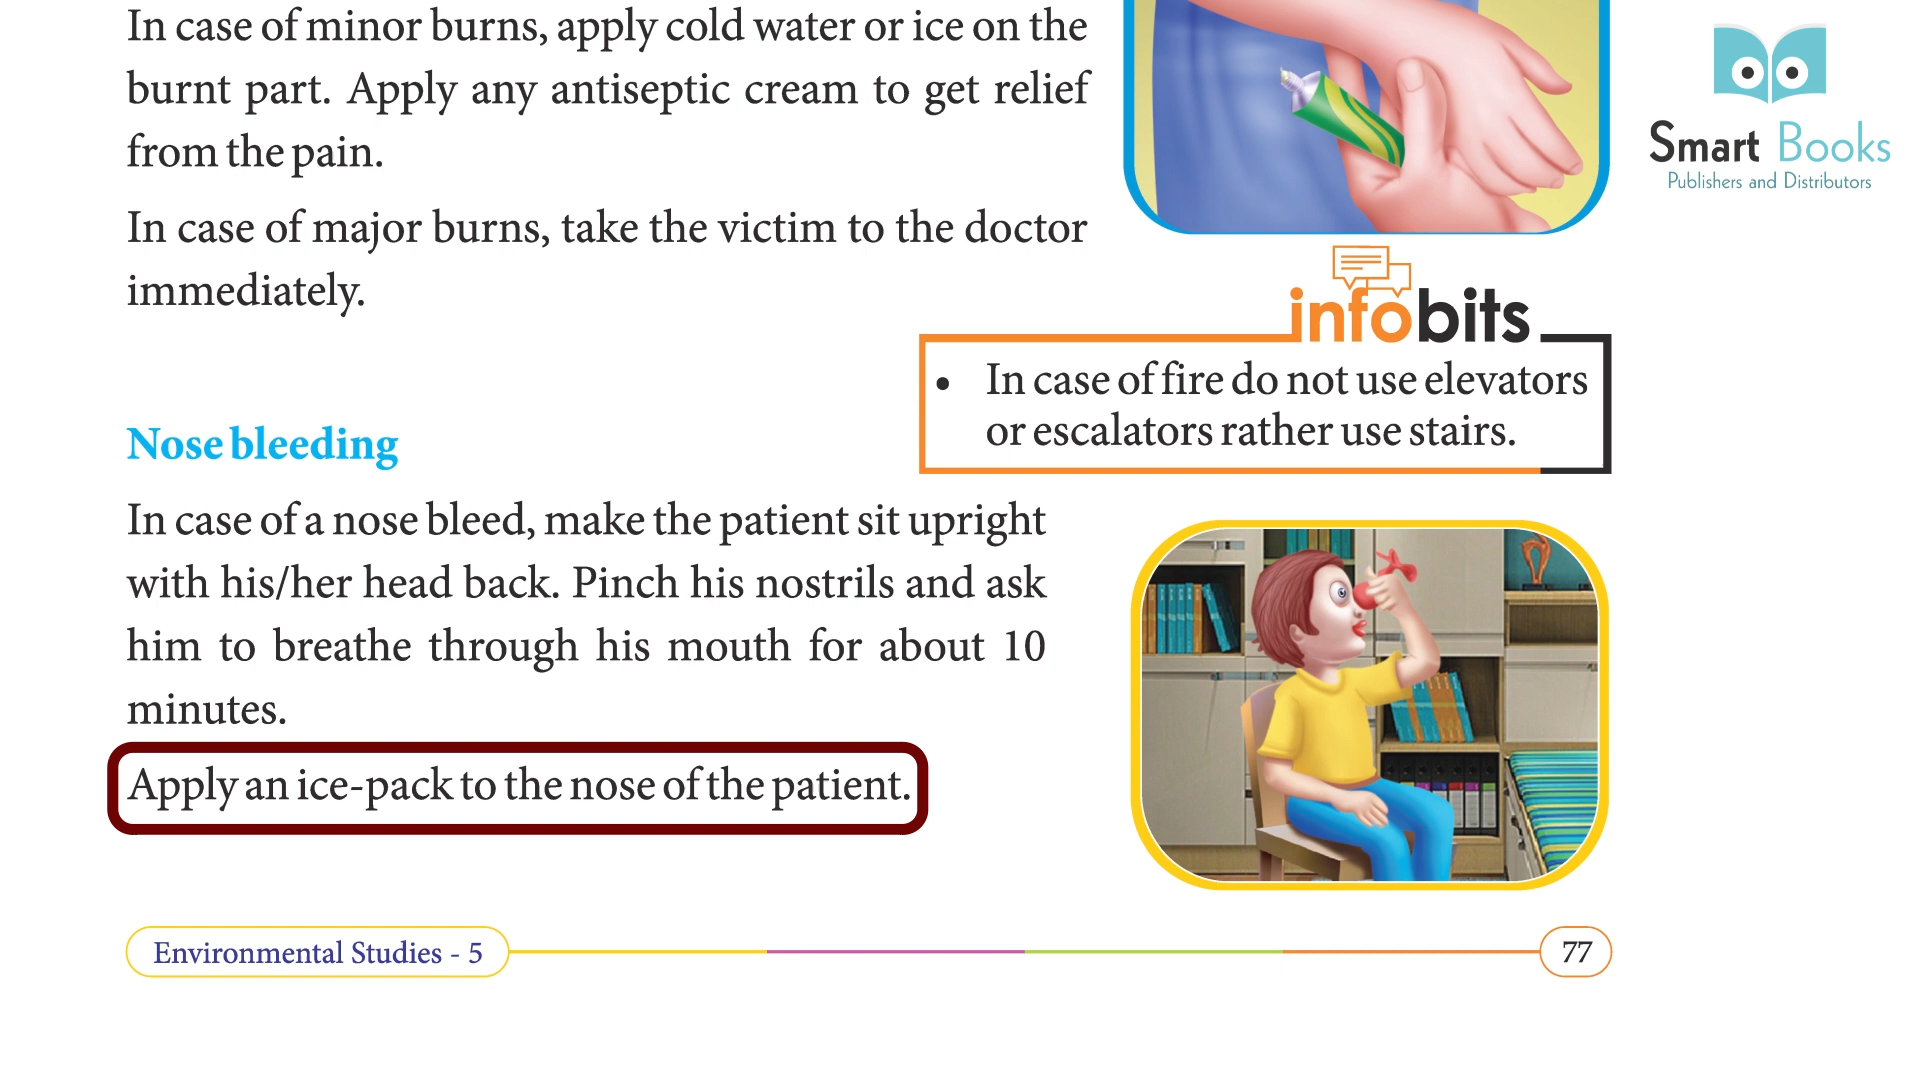 In case of minor burns, apply cold water or ice on the
burnt part. Apply any antiseptic cream to get relief
from the pain.
In case of major burns, take the victim to the doctor
immediately.
Smart Books
Publishers and Distributors
infobits
• In case of fire do not use elevators
or escalators rather use stairs.
Nose bleeding
In case of a nose bleed, make the patient sit upright
with his/her head back. Pinch his nostrils and ask
him to breathe through his mouth for about 10
minutes.
Apply an ice-pack to the nose of the patient.
Environmental Studies - 5
77